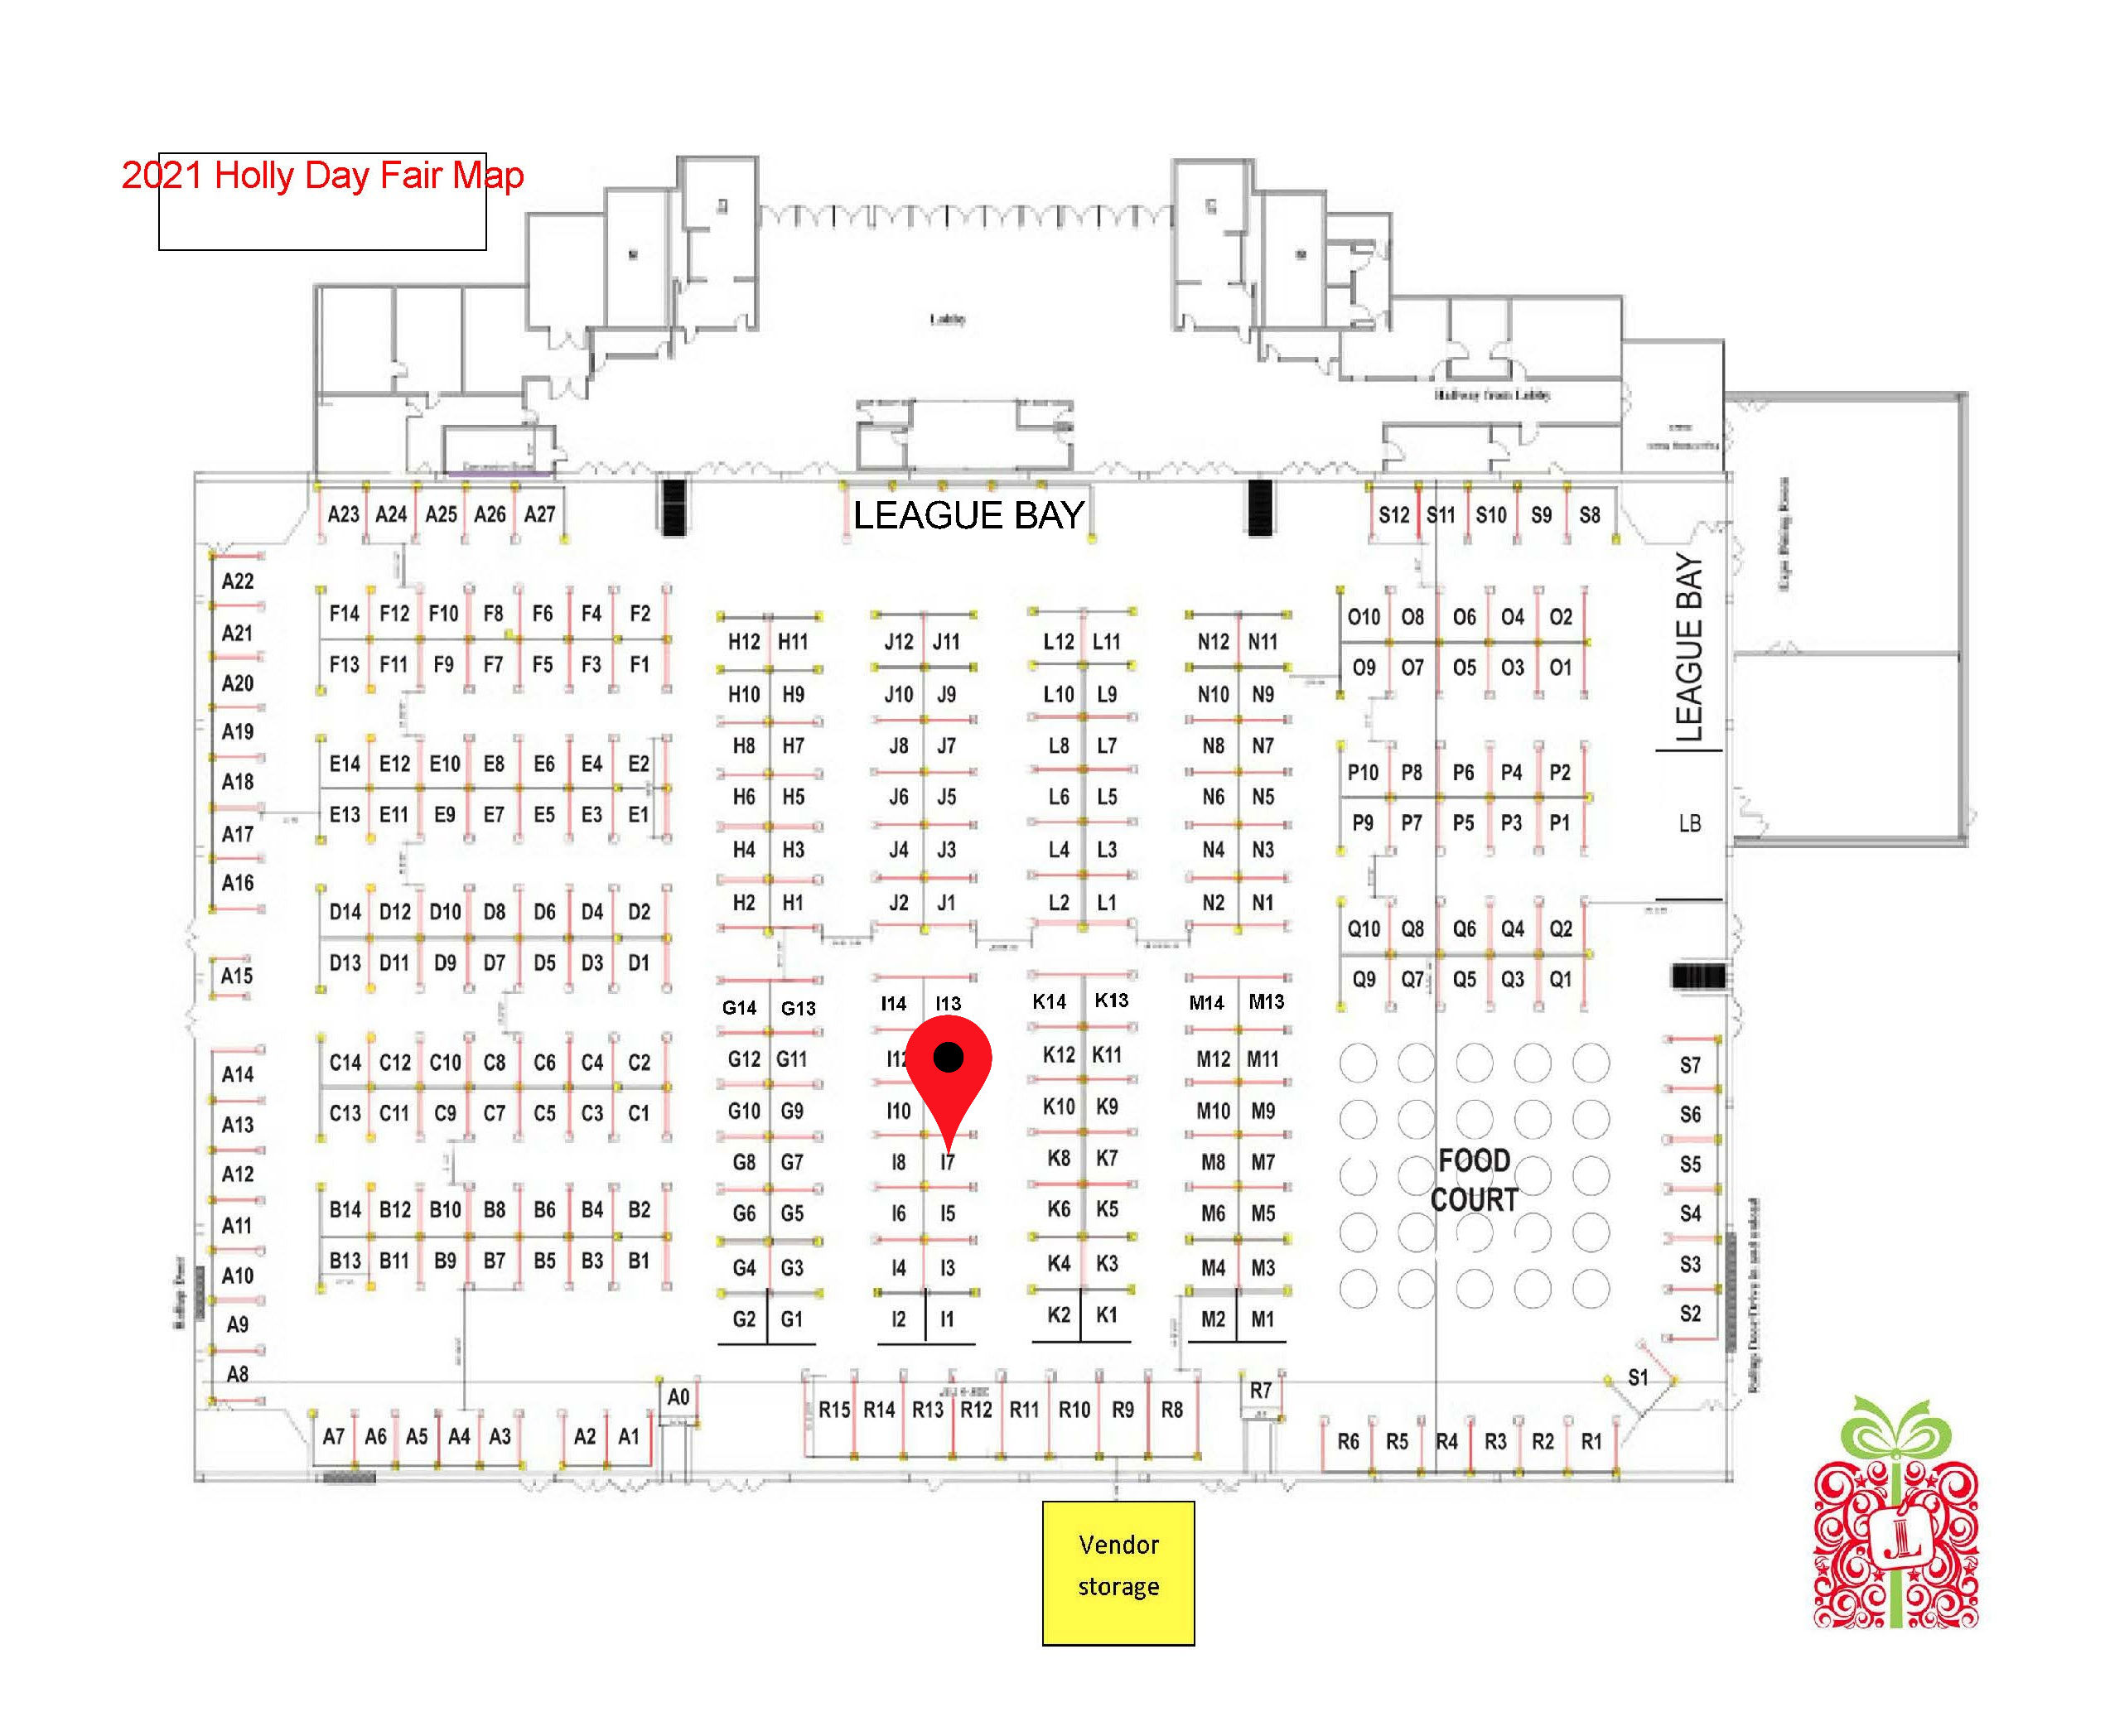 2021 Holly Day Fair Map
Lobby
Hallway from Lobby
LEAGUE BAY
A23 A24 A25 A26 A27
S12 S11 S10 S9 S8
A22
A21
A20
A19
A18
A17
A16
A15
A14
A13
A12
A11
A10
A9
A8
F14 F12 F10 F8 F6 F4 F2
F13 F11 F9 F7 F5 F3 F1
E14 E12 E10 E8 E6 E4 E2
E13 E11 E9 E7 E5 E3 E1
D14 D12 D10 D8 D6 D4 D2
D13 D11 D9 D7 D5 D3 D1
C14 C12 C10 C8 C6 C4 C2
C13 C11 C9 C7 C5 C3 C1
B14 B12 B10 B8 B6 B4 B2
B13 B11 B9 B7 B5 B3 B1
H12 H11
H10 H9
H8 H7
H6 H5
H4 H3
H2 H1
G14 G13
G12 G11
G10 G9
G8 G7
G6 G5
G4 G3
G2 G1
J12 J11
J10 J9
J8 J7
J6 J5
J4 J3
J2 J1
I14 I13
I12
I10
I8 I7
I6 I5
I4 I3
I2 I1
L12 L11
L10 L9
L8 L7
L6 L5
L4 L3
L2 L1
K14 K13
K12 K11
K10 K9
K8 K7
K6 K5
K4 K3
K2 K1
N12 N11
N10 N9
N8 N7
N6 N5
N4 N3
N2 N1
M14 M13
M12 M11
M10 M9
M8 M7
M6 M5
M4 M3
M2 M1
O10 O8 O6 O4 O2
O9 O7 O5 O3 O1
P10 P8 P6 P4 P2
P9 P7 P5 P3 P1
Q10 Q8 Q6 Q4 Q2
Q9 Q7 Q5 Q3 Q1
LEAGUE BAY
LB
FOOD
COURT
S7
S6
S5
S4
S3
S2
S1
A7 A6 A5 A4 A3 A2 A1
A0
R15 R14 R13 R12 R11 R10 R9 R8
R7
R6 R5 R4 R3 R2 R1
Vendor
storage
JL